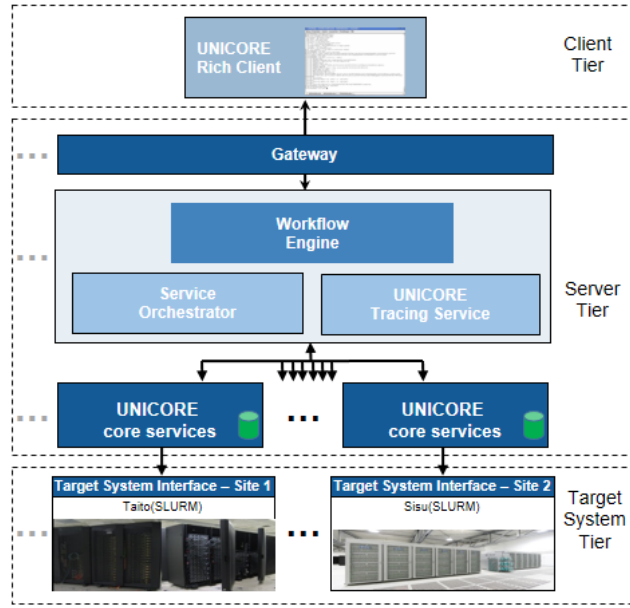 UNICORE
Rich Client
Client
Tier
Gateway
Workflow
Engine
Service
Orchestrator
UNICORE
Tracing Service
Server
Tier
UNICORE
core services
UNICORE
core services
Target System Interface – Site 1
Taito(SLURM)
Target System Interface – Site 2
Sisu(SLURM)
Target
System
Tier